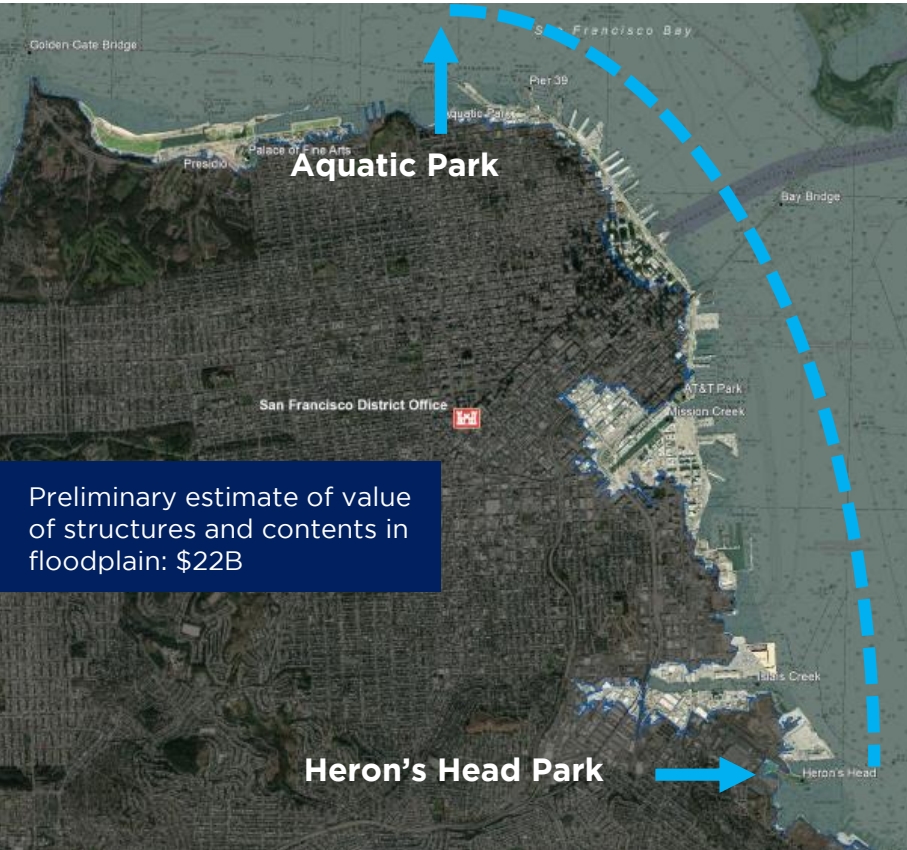 Golden Gate Bridge
San Francisco Bay
Pier 39
Aquatic Park
Palace of Fine Arts
Presidio
Aquatic Park
Bay Bridge
AT&T Park
San Francisco District Office
Mission Creek
Preliminary estimate of value
of structures and contents in
floodplain: $22B
Islais Creek
Heron's Head Park
Heron's Head